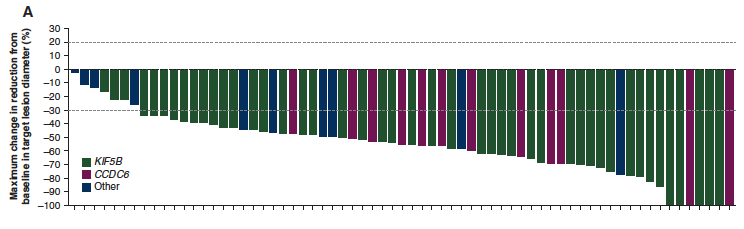 A
Maximum change in reduction from
baseline in target lesion diameter (%)
30
20
10
0
−10
−20
−30
−40
−50
−60
−70
−80
−90
−100
KIF5B
CCDC6
Other